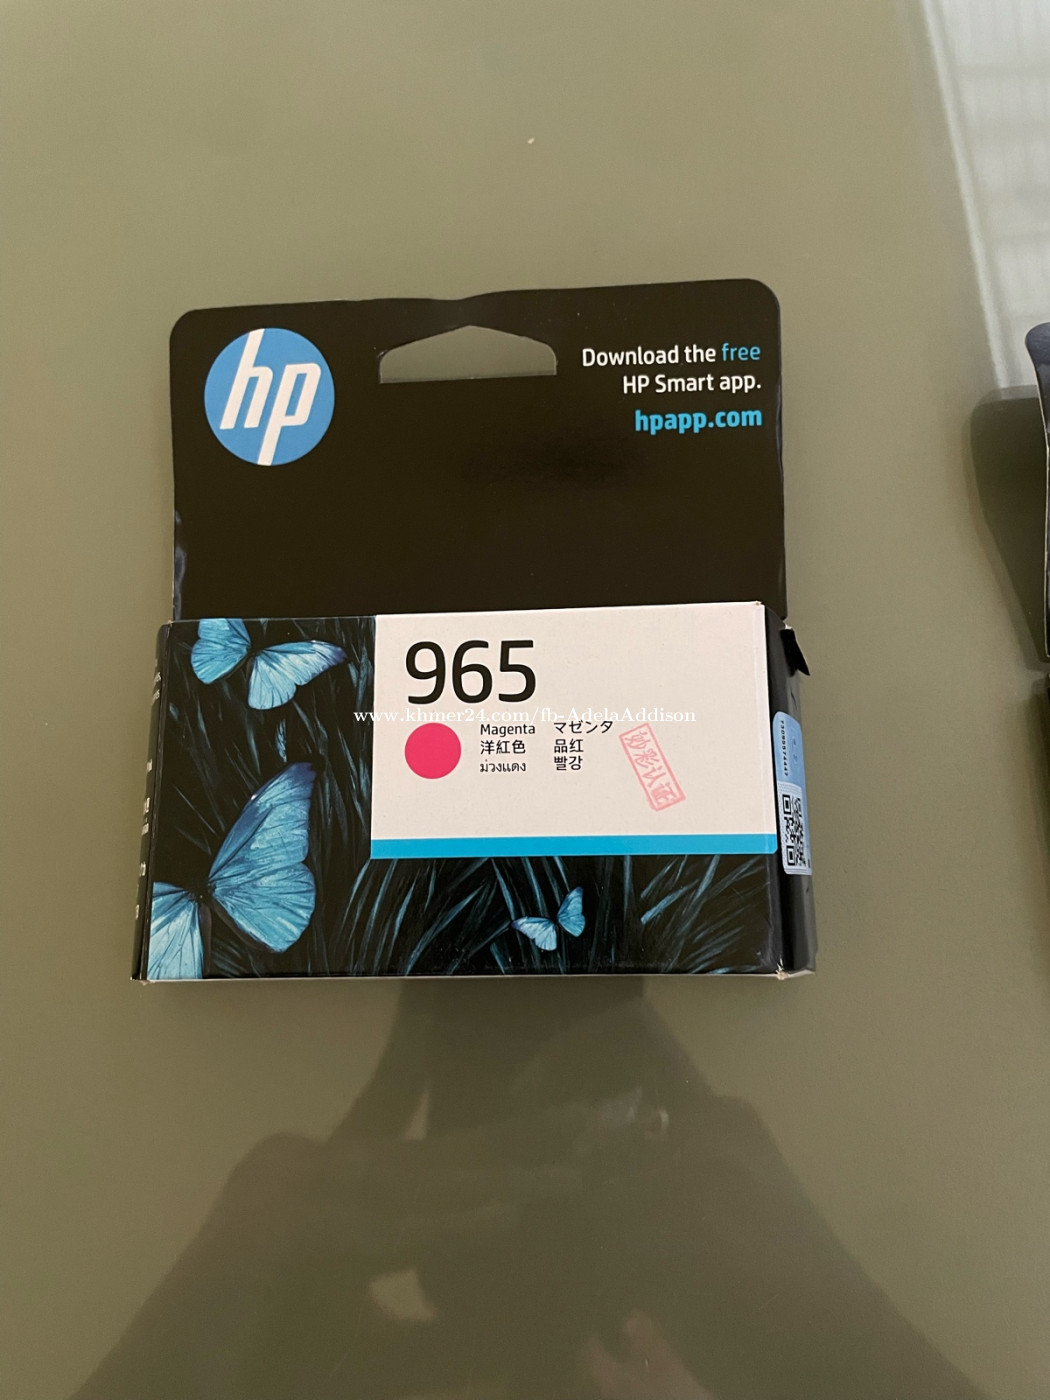 hp
Download the free
HP Smart app.
hpapp.com
965
www.khmer24.com/fb-AdelaAddison
Magenta マゼンタ
洋紅色 品红
ม่วงแดง 빨강